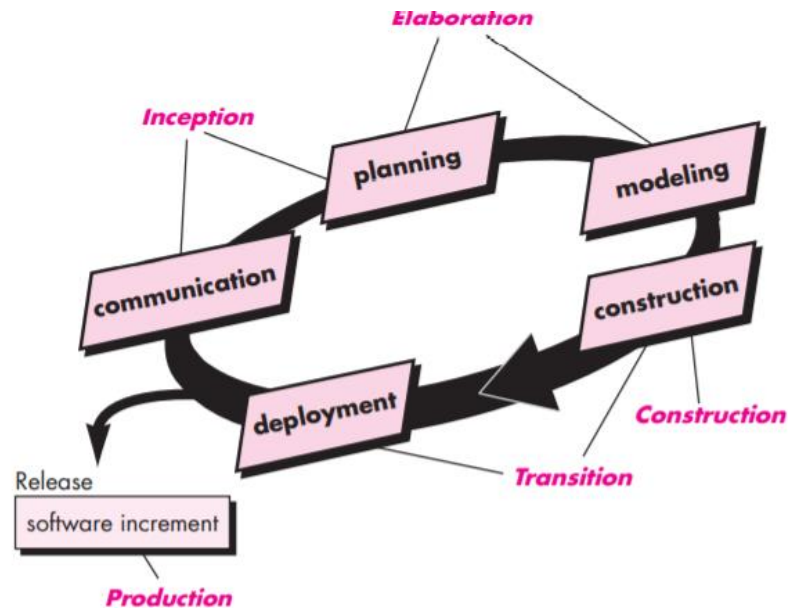 Elaboration
Inception
planning
modeling
communication
construction
deployment
Construction
Transition
Release
software increment
Production